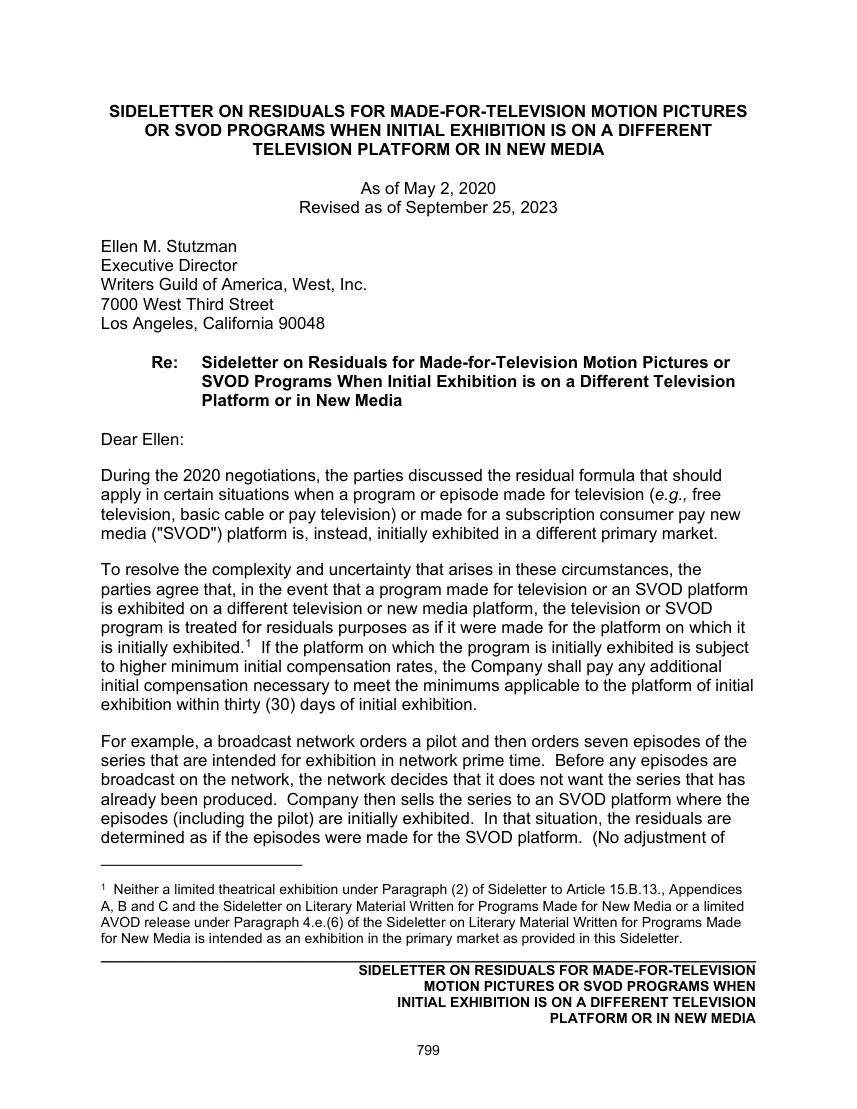 SIDELETTER ON RESIDUALS FOR MADE-FOR-TELEVISION MOTION PICTURES
OR SVOD PROGRAMS WHEN INITIAL EXHIBITION IS ON A DIFFERENT
TELEVISION PLATFORM OR IN NEW MEDIA
As of May 2, 2020
Revised as of September 25, 2023
Ellen M. Stutzman
Executive Director
Writers Guild of America, West, Inc.
7000 West Third Street
Los Angeles, California 90048
Re: Sideletter on Residuals for Made-for-Television Motion Pictures or
SVOD Programs When Initial Exhibition is on a Different Television
Platform or in New Media
Dear Ellen:
During the 2020 negotiations, the parties discussed the residual formula that should
apply in certain situations when a program or episode made for television (e.g., free
television, basic cable or pay television) or made for a subscription consumer pay new
media ("SVOD") platform is, instead, initially exhibited in a different primary market.
To resolve the complexity and uncertainty that arises in these circumstances, the
parties agree that, in the event that a program made for television or an SVOD platform
is exhibited on a different television or new media platform, the television or SVOD
program is treated for residuals purposes as if it were made for the platform on which it
is initially exhibited.1 If the platform on which the program is initially exhibited is subject
to higher minimum initial compensation rates, the Company shall pay any additional
initial compensation necessary to meet the minimums applicable to the platform of initial
exhibition within thirty (30) days of initial exhibition.
For example, a broadcast network orders a pilot and then orders seven episodes of the
series that are intended for exhibition in network prime time. Before any episodes are
broadcast on the network, the network decides that it does not want the series that has
already been produced. Company then sells the series to an SVOD platform where the
episodes (including the pilot) are initially exhibited. In that situation, the residuals are
determined as if the episodes were made for the SVOD platform. (No adjustment of
1 Neither a limited theatrical exhibition under Paragraph (2) of Sideletter to Article 15.B.13., Appendices
A, B and C and the Sideletter on Literary Material Written for Programs Made for New Media or a limited
AVOD release under Paragraph 4.e.(6) of the Sideletter on Literary Material Written for Programs Made
for New Media is intended as an exhibition in the primary market as provided in this Sideletter.
SIDELETTER ON RESIDUALS FOR MADE-FOR-TELEVISION
MOTION PICTURES OR SVOD PROGRAMS WHEN
INITIAL EXHIBITION IS ON A DIFFERENT TELEVISION
PLATFORM OR IN NEW MEDIA
799